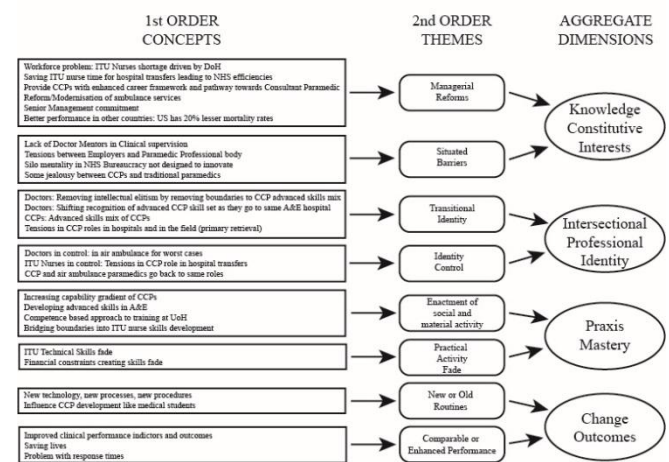 1st ORDER
CONCEPTS
2nd ORDER
THEMES
AGGREGATE
DIMENSIONS
Workforce problem: ITU Nurses shortage driven by DoH
Saving ITU nurse time for hospital transfers leading to NHS efficiencies
Provide CCPs with enhanced career framework and pathway towards Consultant Paramedic
Reform/Modernisation of ambulance services
Senior Management commitment
Better performance in other countries: US has 20% lesser mortality rates
Managerial
Reforms
Lack of Doctor Mentors in Clinical supervision
Tensions between Employers and Paramedic Professional body
Silo mentality in NHS Bureaucracy not designed to innovate
Some jealousy between CCPs and traditional paramedics
Situated
Barriers
Knowledge
Constitutive
Interests
Doctors: Removing intellectual elitism by removing boundaries to CCP advanced skills mix
Doctors: Shifting recognition of advanced CCP skill set as they go to same A&E hospital
CCPs: Advanced skills mix of CCPs
Tensions in CCP roles in hospitals and in the field (primary retrieval)
Transitional
Identity
Doctors in control: in air ambulance for worst cases
ITU Nurses in control: Tensions in CCP role in hospital transfers
CCP and air ambulance paramedics go back to same roles
Identity
Control
Intersectional
Professional
Identity
Increasing capability gradient of CCPs
Developing advanced skills in A&E
Competence based approach to training at UoH
Bridging boundaries into ITU nurse skills development
Enactment of
social and
material activity
ITU Technical Skills fade
Financial constraints creating skills fade
Practical
Activity
Fade
Praxis
Mastery
New technology, new processes, new procedures
Influence CCP development like medical students
New or Old
Routines
Improved clinical performance indictors and outcomes
Saving lives
Problem with response times
Comparable or
Enhanced Performance
Change
Outcomes